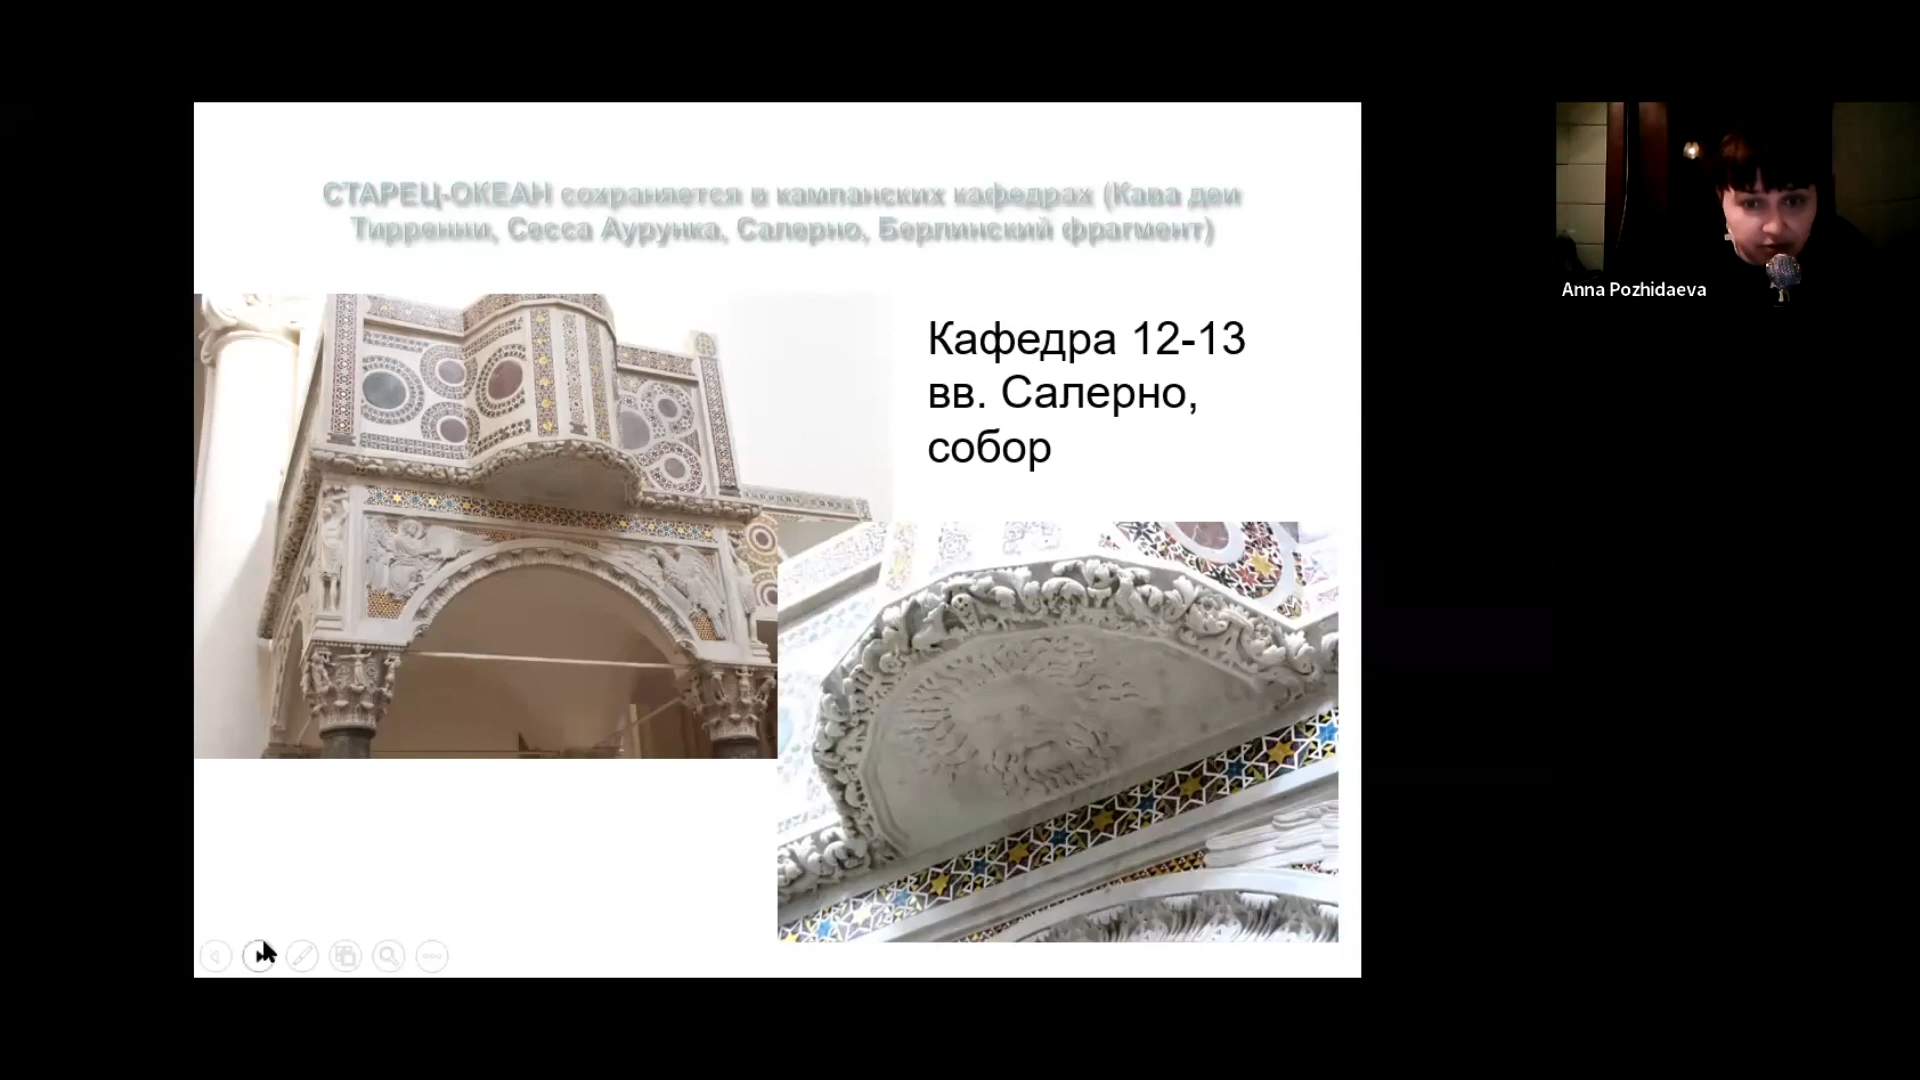 СТАРЕЦ-ОКЕАН сохраняется в кампанских кафедрах (Кава деи
Тиррении, Сесса Аурунка, Салерно, Берлинский фрагмент)
Кафедра 12-13
вв. Салерно,
собор
Anna Pozhidaeva